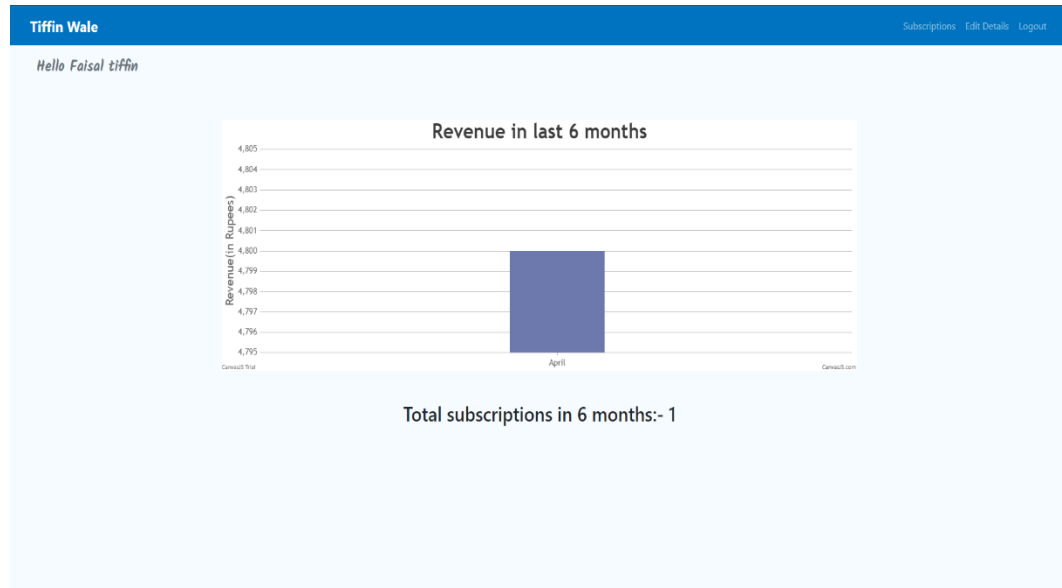 Tiffin Wale
Subscriptions Edit Details Logout
Hello Faisal tiffin
Revenue in last 6 months
Revenue(in Rupees)
4,805
4,804
4,803
4,802
4,801
4,800
4,799
4,798
4,797
4,796
4,795
April
CanvasJS Trial
CanvasJS.com
Total subscriptions in 6 months:- 1